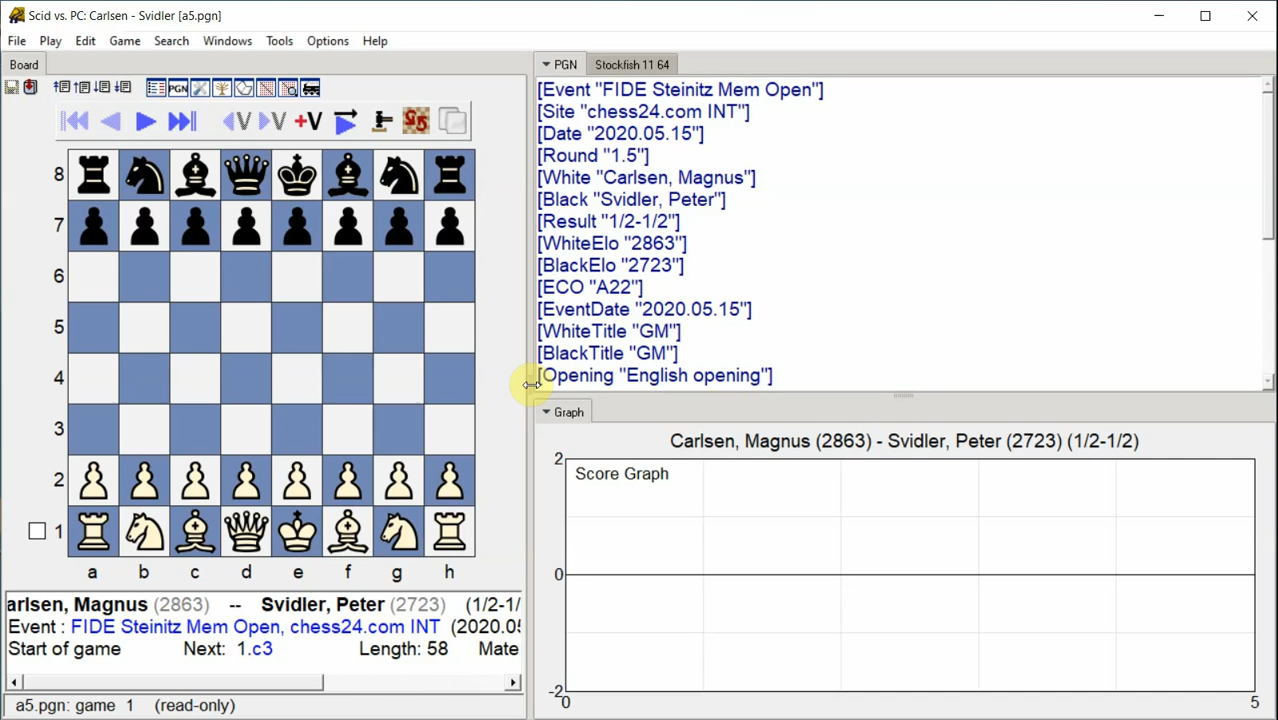 Scid vs. PC: Carlsen - Svidler [a5.pgn]
File Play Edit Game Search Windows Tools Options Help
Board
PGN
V V +V
8
7
6
5
4
3
2
1
a b c d e f g h
arlsen, Magnus (2863) -- Svidler, Peter (2723) (1/2-1/
Event : FIDE Steinitz Mem Open, chess24.com INT (2020.05
Start of game Next: 1.c3 Length: 58 Mate
a5.pgn: game 1 (read-only)
PGN Stockfish 11 64
[Event "FIDE Steinitz Mem Open"]
[Site "chess24.com INT"]
[Date "2020.05.15"]
[Round "1.5"]
[White "Carlsen, Magnus"]
[Black "Svidler, Peter"]
[Result "1/2-1/2"]
[WhiteElo "2863"]
[BlackElo "2723"]
[ECO "A22"]
[EventDate "2020.05.15"]
[WhiteTitle "GM"]
[BlackTitle "GM"]
[Opening "English opening"]
Graph
Carlsen, Magnus (2863) - Svidler, Peter (2723) (1/2-1/2)
2
Score Graph
0
-2
0 5